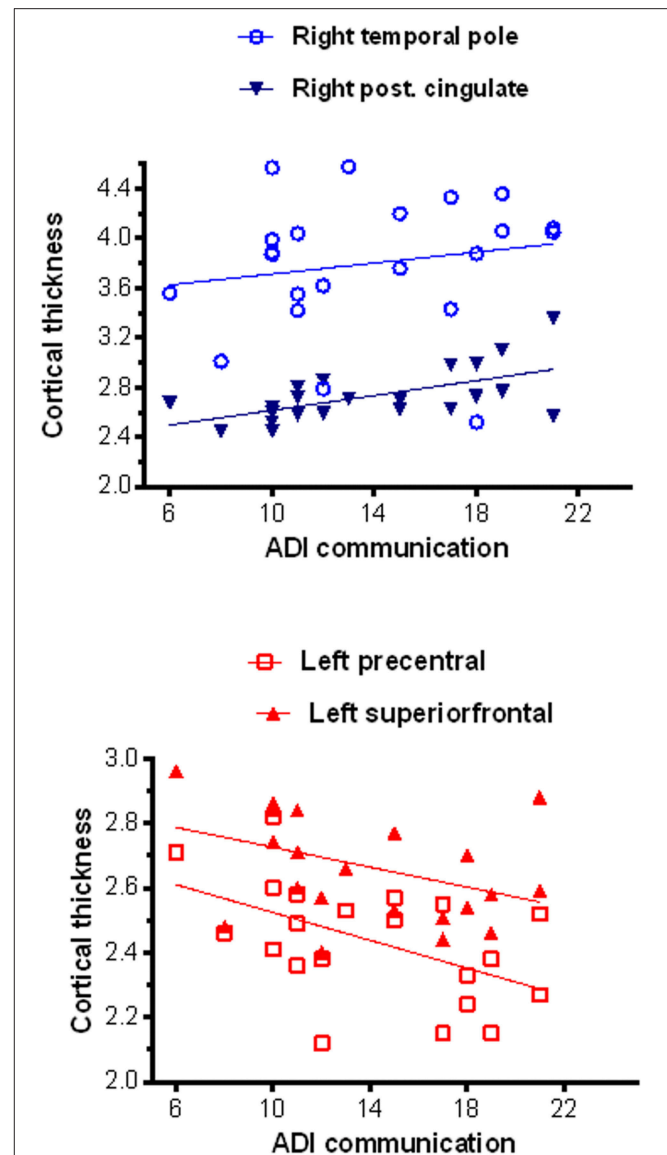 Right temporal pole
Right post. cingulate
Cortical thickness
4.4
4.0
3.6
3.2
2.8
2.4
2.0
6 10 14 18 22
ADI communication
Left precentral
Left superiorfrontal
Cortical thickness
3.0
2.8
2.6
2.4
2.2
2.0
6 10 14 18 22
ADI communication